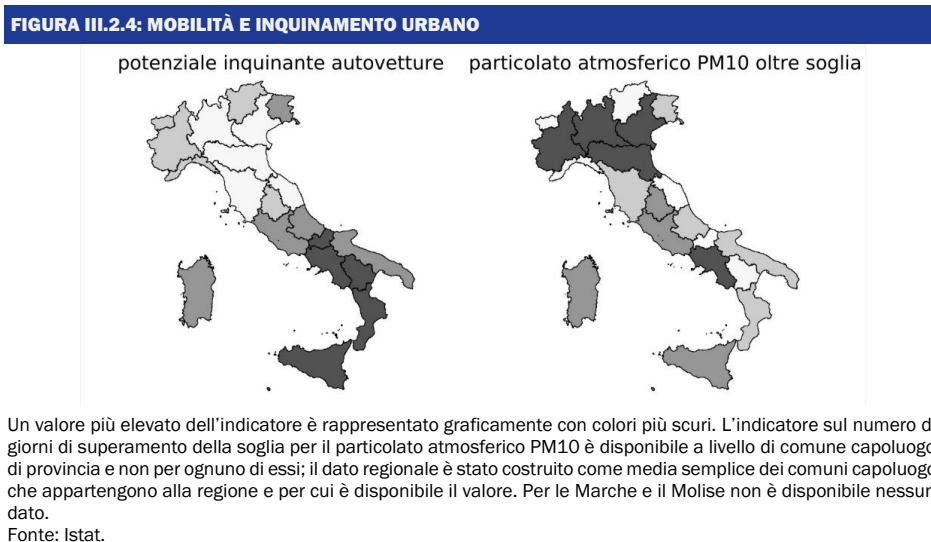 FIGURA III.2.4: MOBILITÀ E INQUINAMENTO URBANO
potenziale inquinante autovetture particolato atmosferico PM10 oltre soglia
Un valore più elevato dell'indicatore è rappresentato graficamente con colori più scuri. L'indicatore sul numero d
giorni di superamento della soglia per il particolato atmosferico PM10 è disponibile a livello di comune capoluogo
di provincia e non per ognuno di essi; il dato regionale è stato costruito come media semplice dei comuni capoluogo
che appartengono alla regione e per cui è disponibile il valore. Per le Marche e il Molise non è disponibile nessun
dato.
Fonte: Istat.